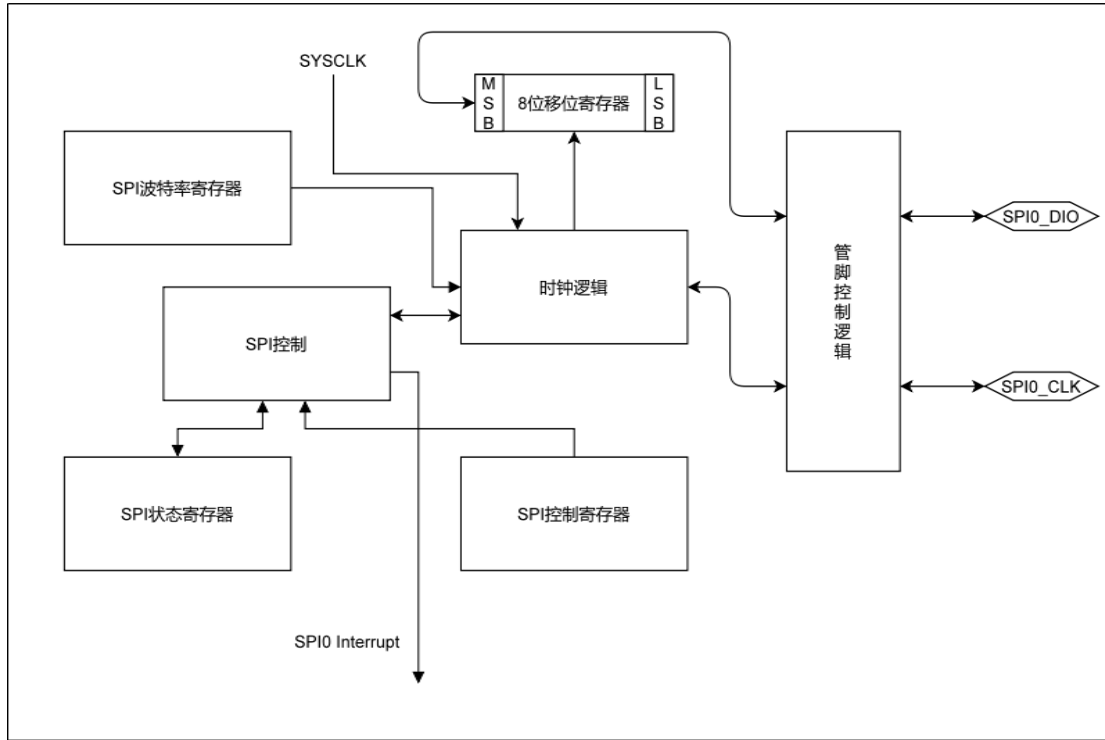 SYSCLK
MSB
8位移位寄存器
LSB
SPI波特率寄存器
时钟逻辑
管脚控制逻辑
SPI0_DIO
SPI控制
SPI0_CLK
SPI状态寄存器
SPI控制寄存器
SPI0 Interrupt